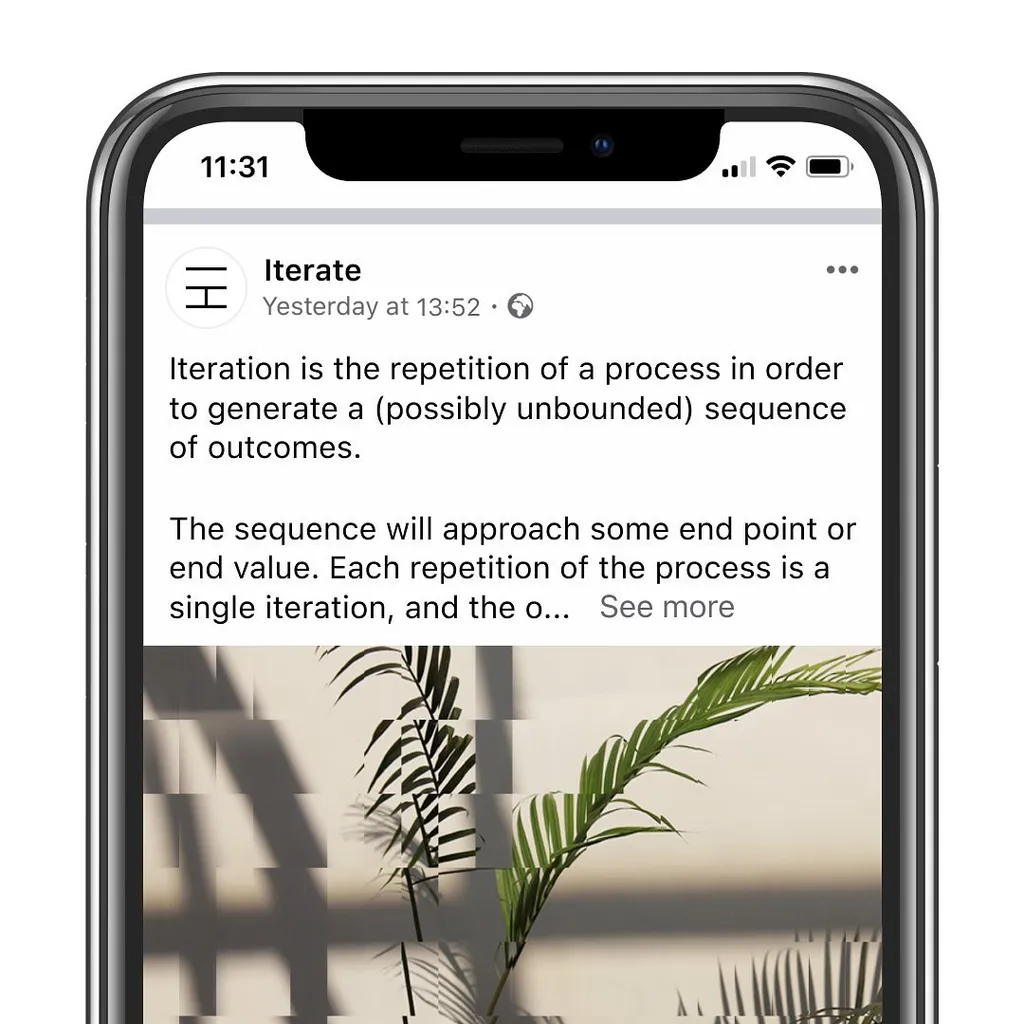 11:31
Iterate
Yesterday at 13:52 ·
Iteration is the repetition of a process in order
to generate a (possibly unbounded) sequence
of outcomes.
The sequence will approach some end point or
end value. Each repetition of the process is a
single iteration, and the o... See more